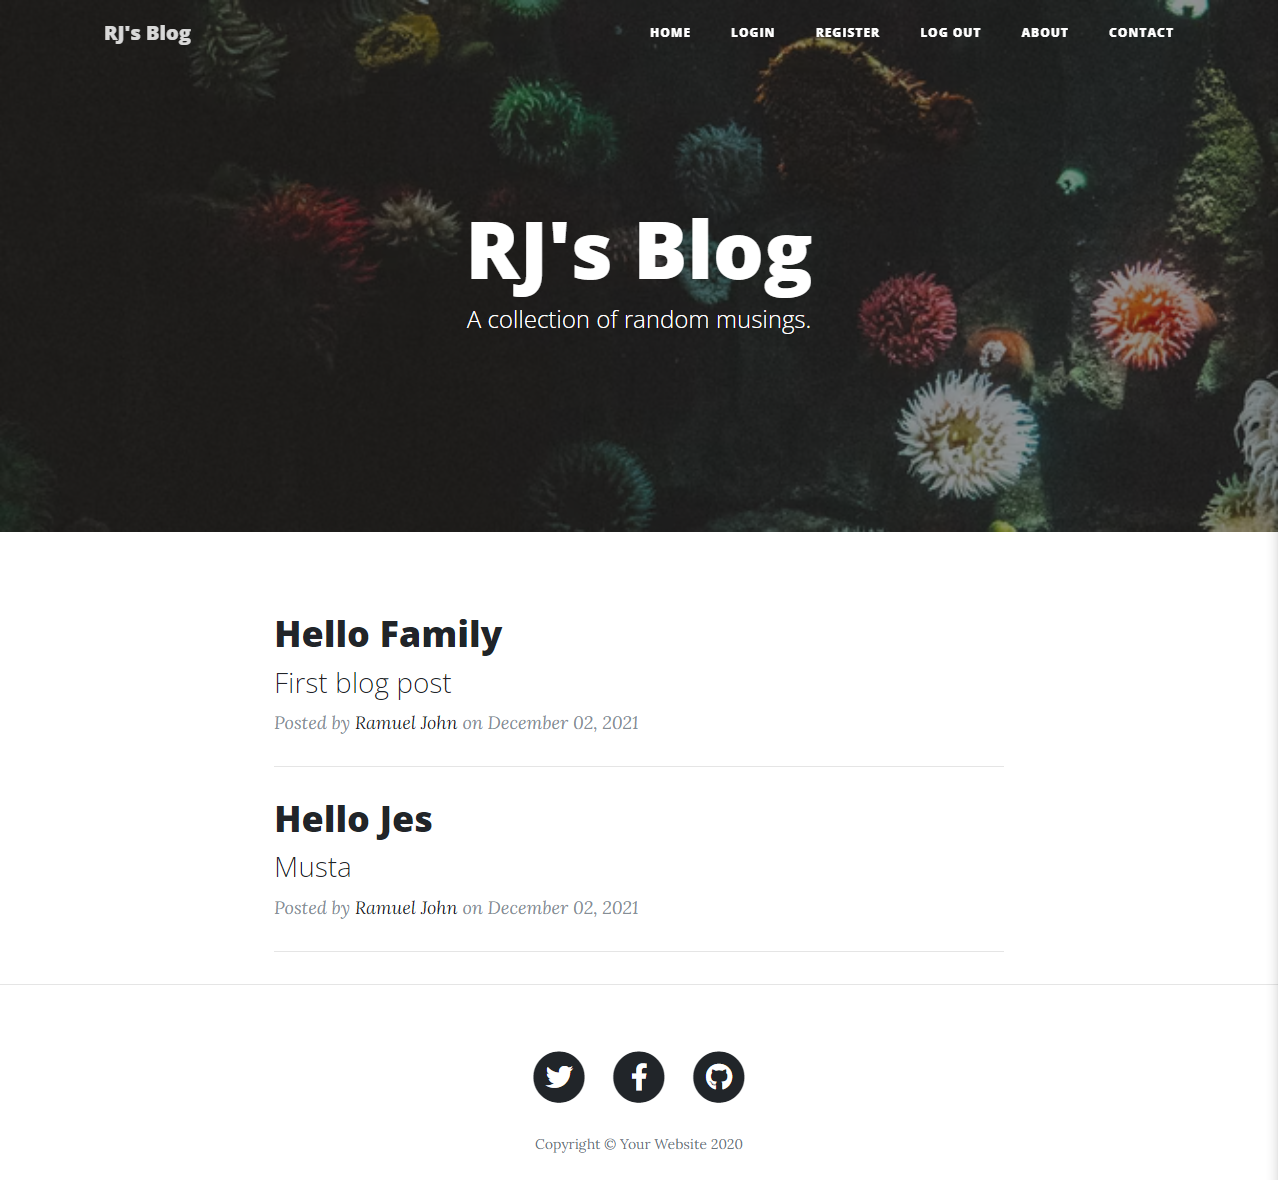 RJ's Blog
HOME LOGIN REGISTER LOG OUT ABOUT CONTACT
RJ's Blog
A collection of random musings.
Hello Family
First blog post
Posted by Ramuel John on December 02, 2021
Hello Jes
Musta
Posted by Ramuel John on December 02, 2021
Copyright © Your Website 2020